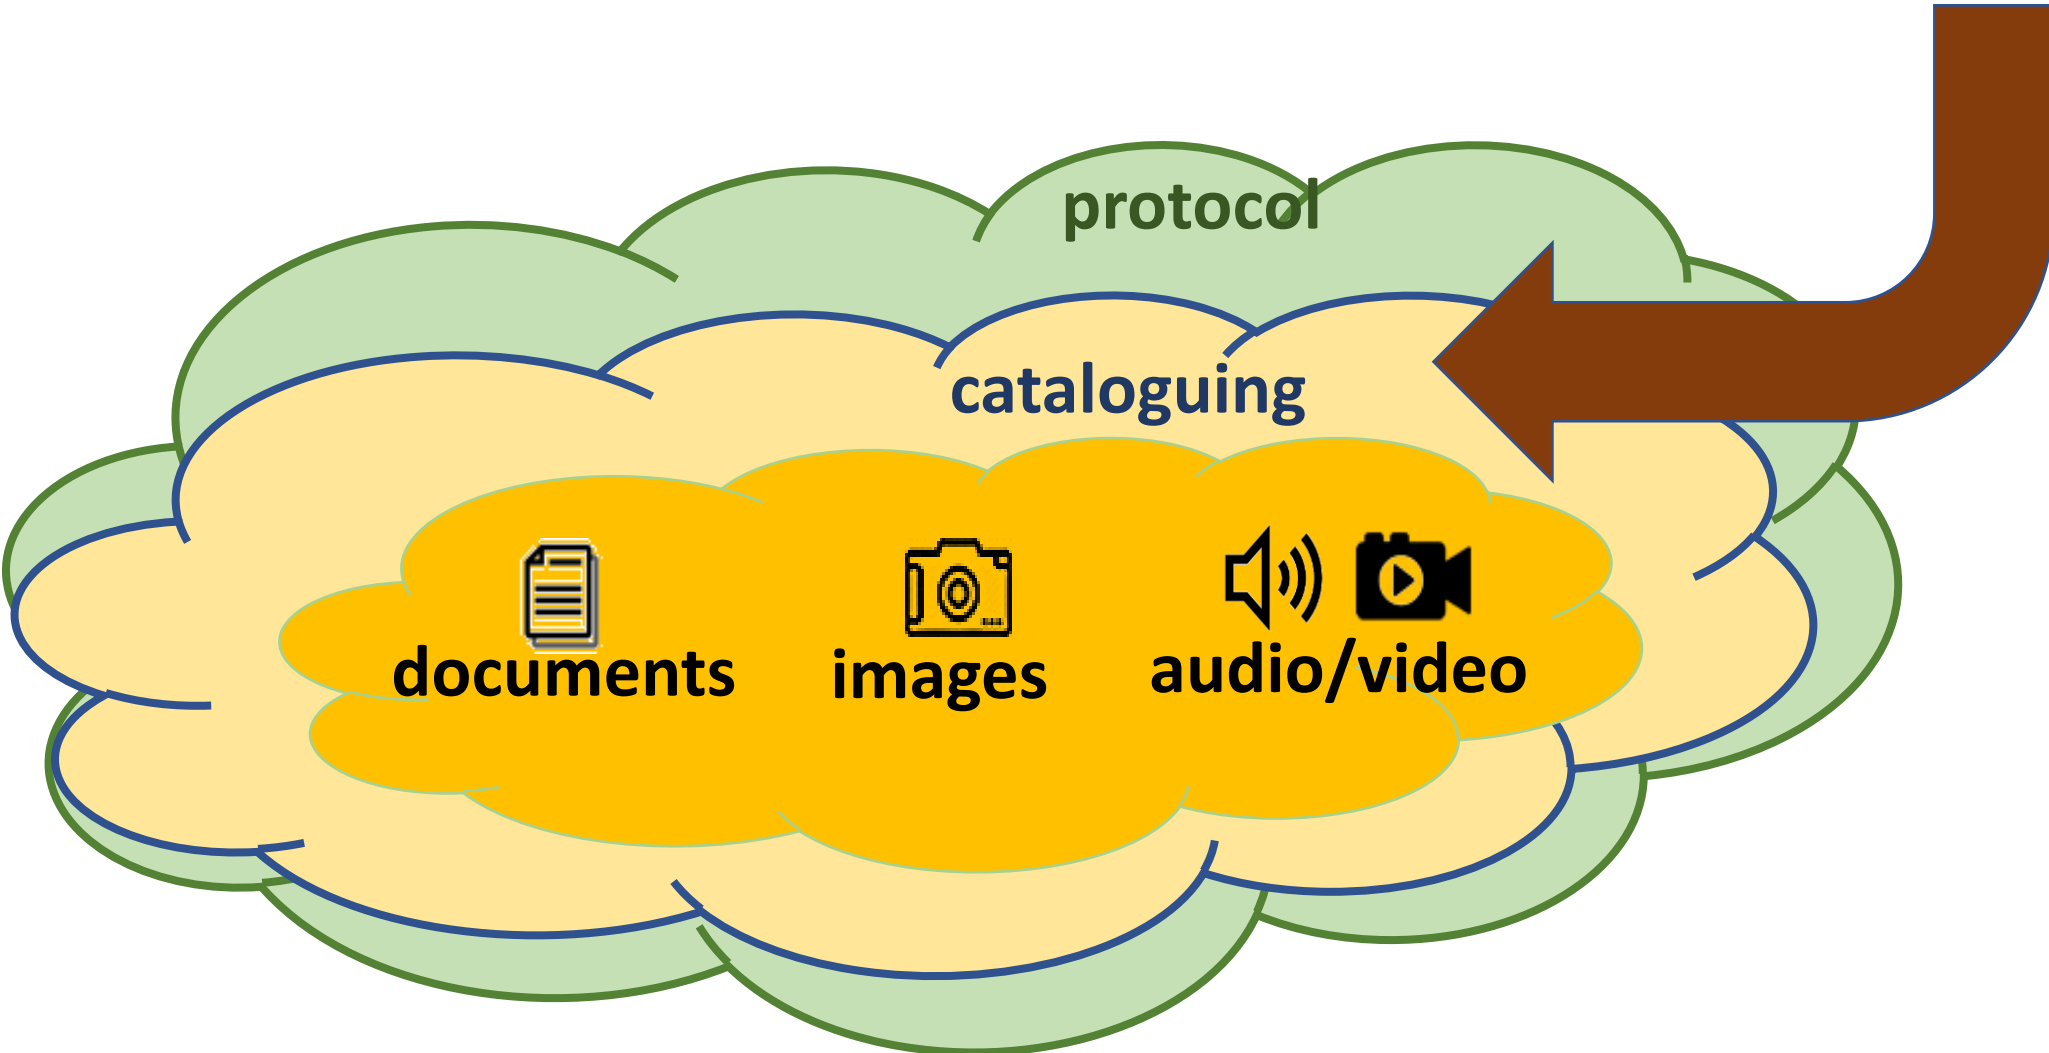 protocol
cataloguing
documents
images
audio/video